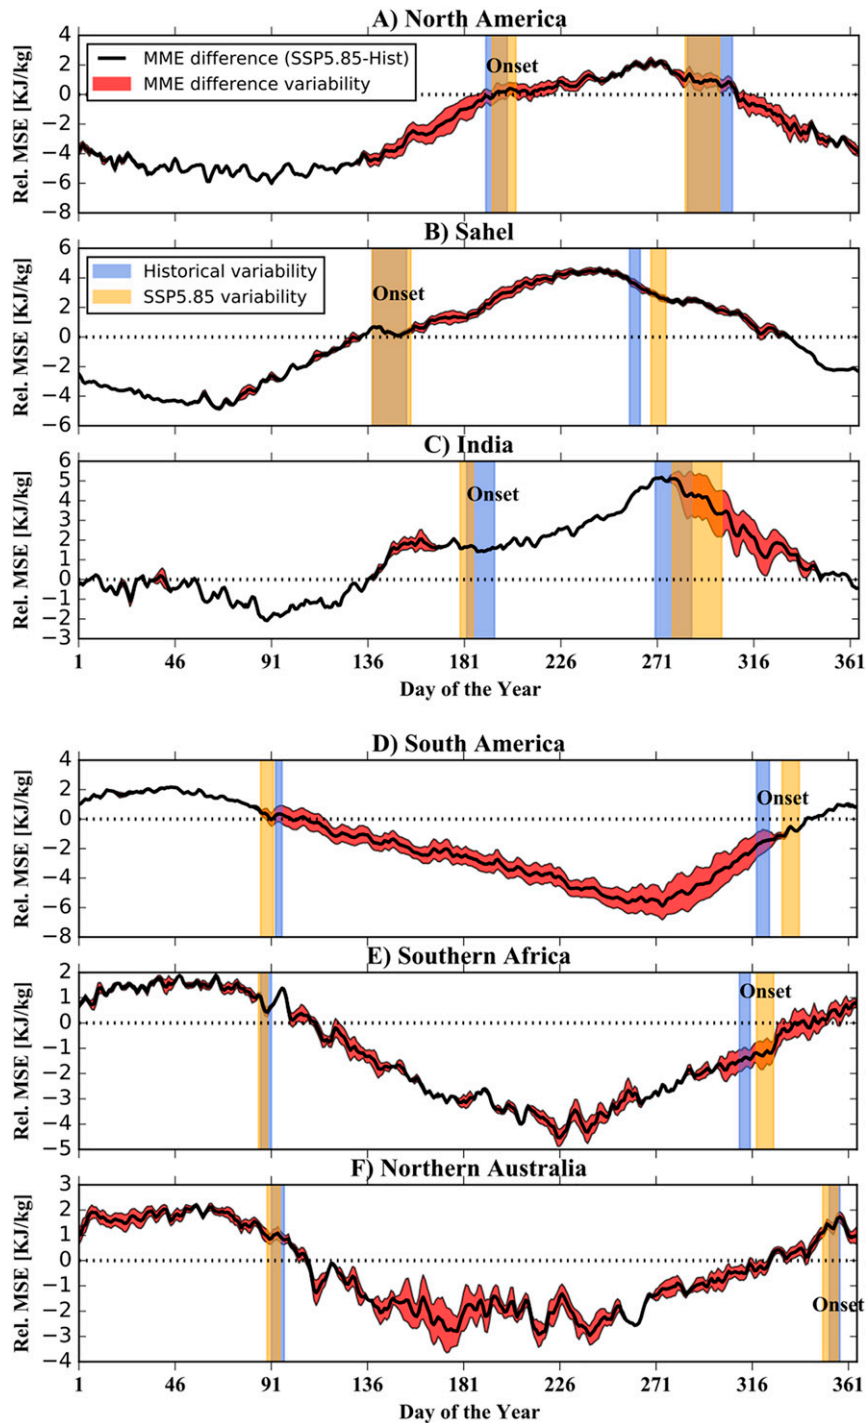 A) North America
Rel. MSE [KJ/kg]
4
2
0
−2
−4
−6
−8
MME difference (SSP5.85-Hist)
MME difference variability
Onset
B) Sahel
Rel. MSE [KJ/kg]
6
4
2
0
−2
−4
−6
Historical variability
SSP5.85 variability
Onset
C) India
Rel. MSE [KJ/kg]
6
5
4
3
2
1
0
−1
−2
−3
Onset
1 46 91 136 181 226 271 316 361
Day of the Year
D) South America
Rel. MSE [KJ/kg]
4
2
0
−2
−4
−6
−8
Onset
E) Southern Africa
Rel. MSE [KJ/kg]
2
1
0
−1
−2
−3
−4
−5
Onset
F) Northern Australia
Rel. MSE [KJ/kg]
3
2
1
0
−1
−2
−3
−4
Onset
1 46 91 136 181 226 271 316 361
Day of the Year